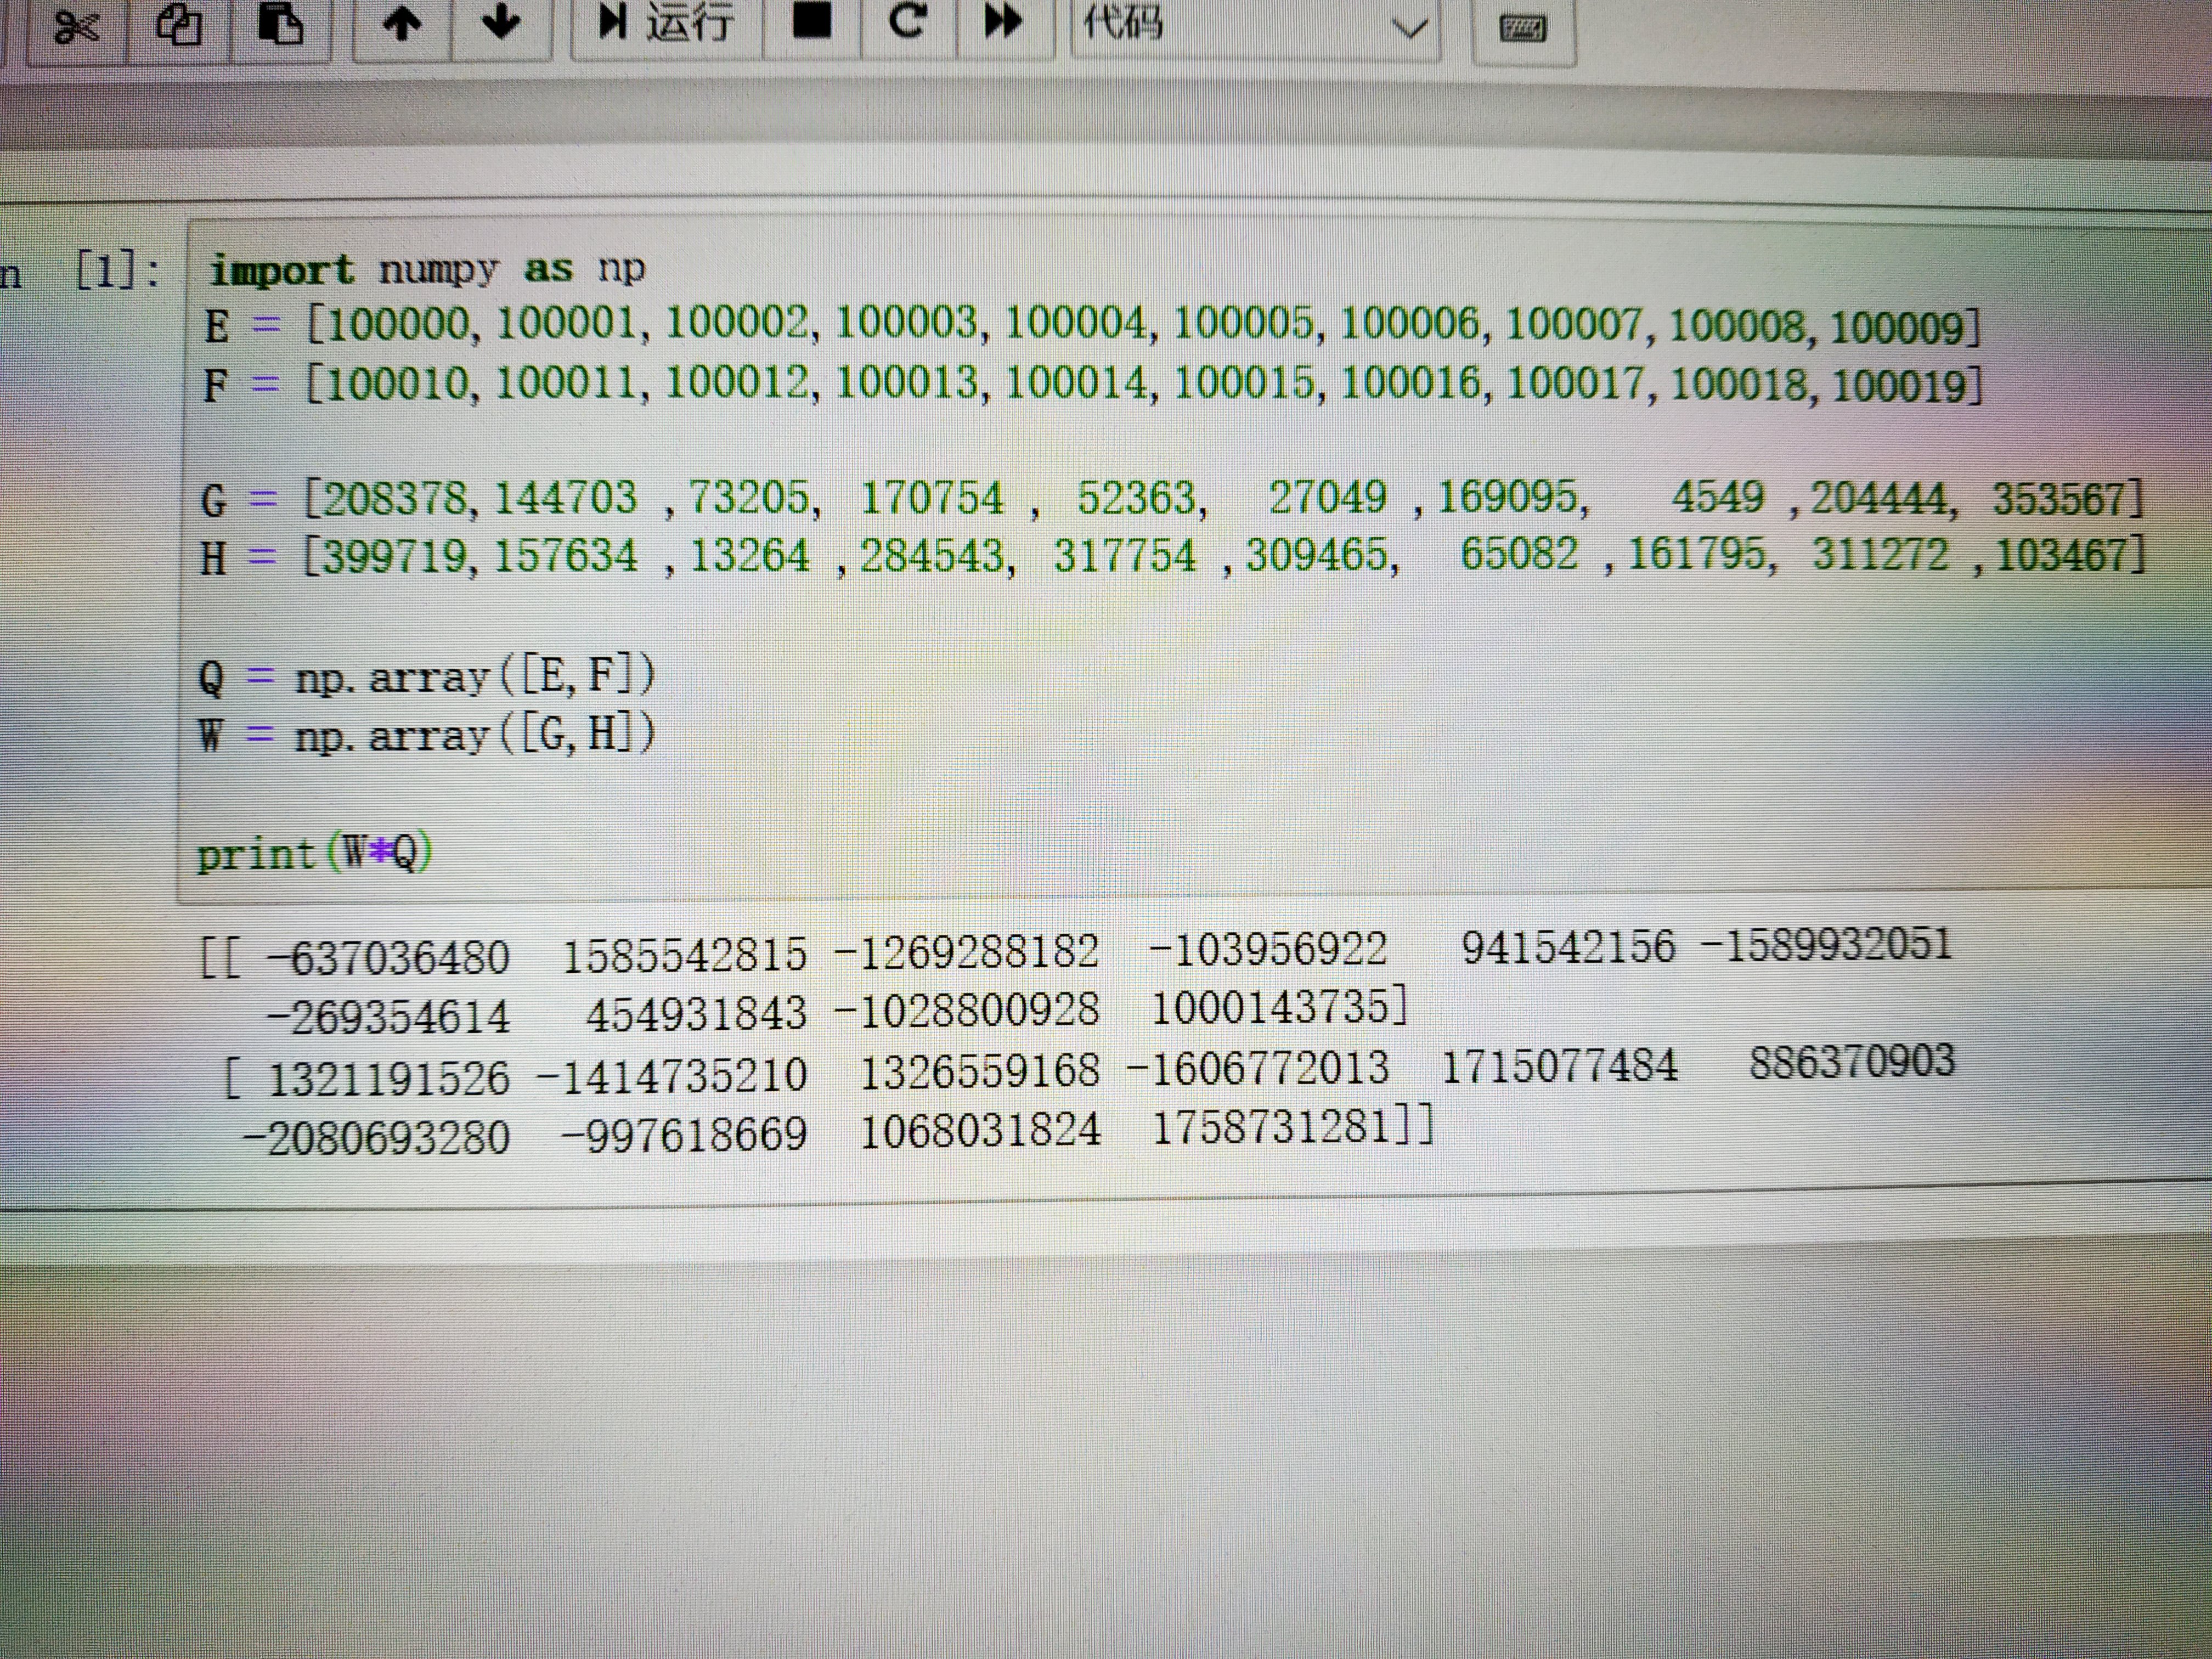 运行 代码
n [1]:
import numpy as np
E = [100000, 100001, 100002, 100003, 100004, 100005, 100006, 100007, 100008, 100009]
F = [100010, 100011, 100012, 100013, 100014, 100015, 100016, 100017, 100018, 100019]
G = [208378, 144703 , 73205, 170754 , 52363, 27049 , 169095, 4549 , 204444, 353567]
H = [399719, 157634 , 13264 , 284543, 317754 , 309465, 65082 , 161795, 311272 , 103467]
Q = np.array([E, F])
W = np.array([G, H])
print(W*Q)
[[ -637036480 1585542815 -1269288182 -103956922 941542156 -1589932051
-269354614 454931843 -1028800928 1000143735]
[ 1321191526 -1414735210 1326559168 -1606772013 1715077484 886370903
-2080693280 -997618669 1068031824 1758731281]]